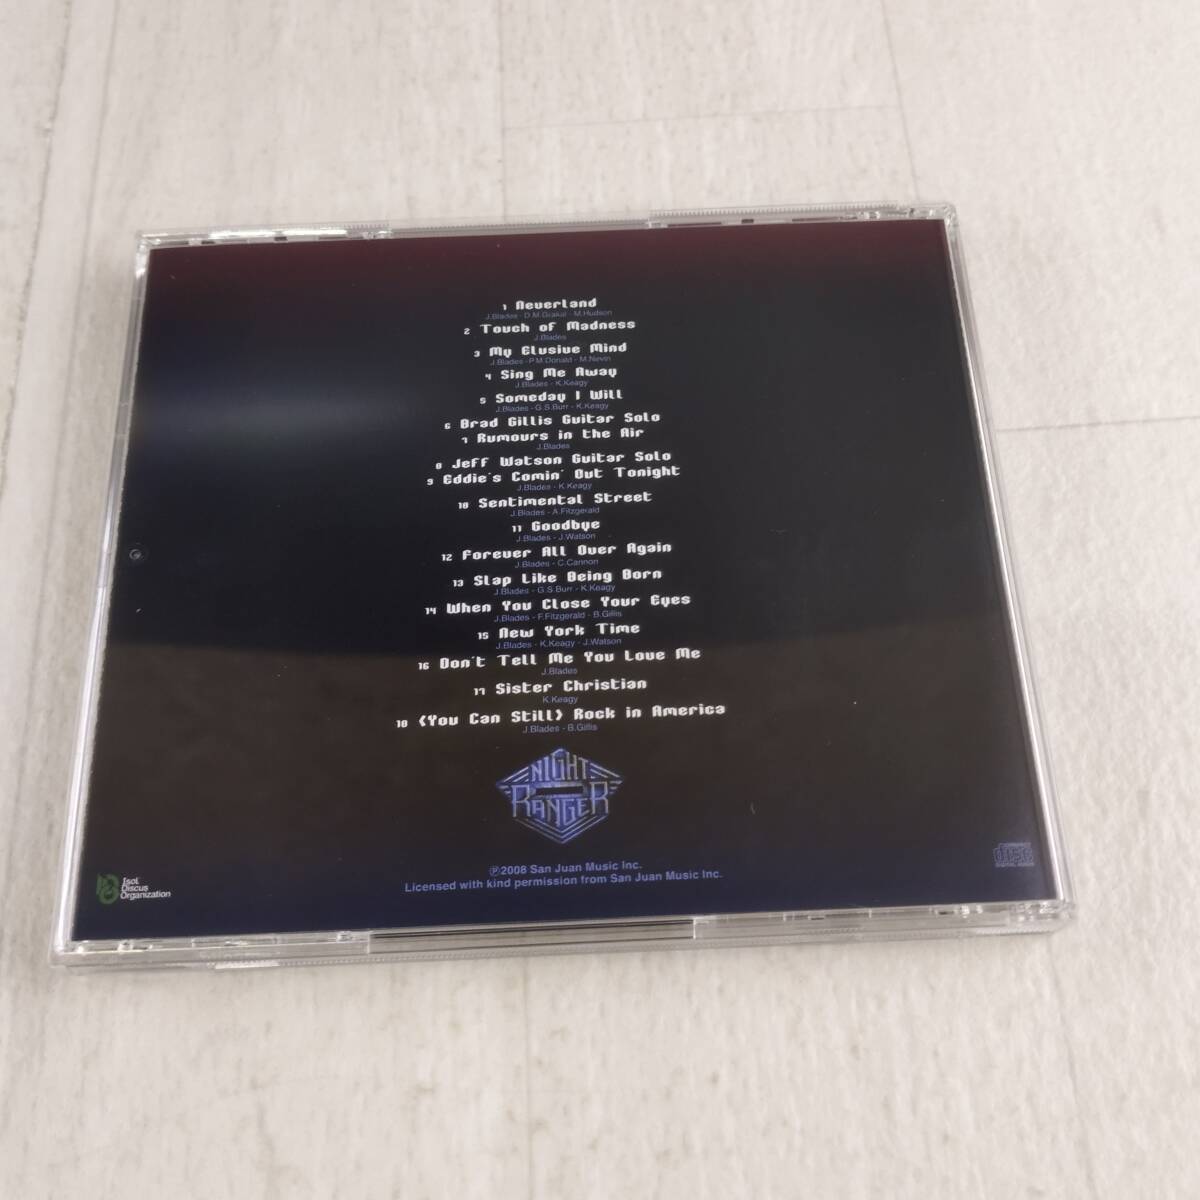 1 Neverland
J.Blades - D.M.Grakal - M.Hudson
2 Touch of Madness
J.Blades
3 My Elusive Mind
J.Blades - P.M.Donald - M.Nevin
4 Sing Me Away
J.Blades - K.Keagy
5 Someday I Will
J.Blades - G.S.Burr - K.Keagy
6 Brad Gillis Guitar Solo
7 Rumours in the Air
J.Blades
8 Jeff Watson Guitar Solo
9 Eddie's Comin' Out Tonight
J.Blades - K.Keagy
10 Sentimental Street
J.Blades - A.Fitzgerald
11 Goodbye
J.Blades - J.Watson
12 Forever All Over Again
J.Blades - C.Cannon
13 Slap Like Being Born
J.Blades - G.S.Burr - K.Keagy
14 When You Close Your Eyes
J.Blades - F.Fitzgerald - B.Gillis
15 New York Time
J.Blades - K.Keagy - J.Watson
16 Don't Tell Me You Love Me
J.Blades
17 Sister Christian
K.Keagy
18 (You Can Still) Rock in America
J.Blades - B.Gillis
NIGHT
RANGER
℗2008 San Juan Music Inc.
Licensed with kind permission from San Juan Music Inc.
IsoL
Discus
Organization
COMPACT
disc
DIGITAL AUDIO